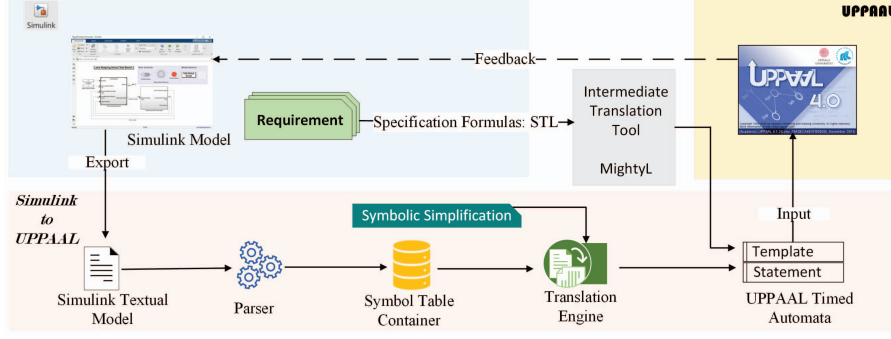 Simulink
UPPAAL
Feedback
UPPAAL
4.0
Requirement
Specification Formulas: STL
Intermediate
Translation
Tool
MightyL
Simulink Model
Export
Simulink
to
UPPAAL
Symbolic Simplification
Input
Template
Statement
Simulink Textual
Model
Parser
Symbol Table
Container
Translation
Engine
UPPAAL Timed
Automata